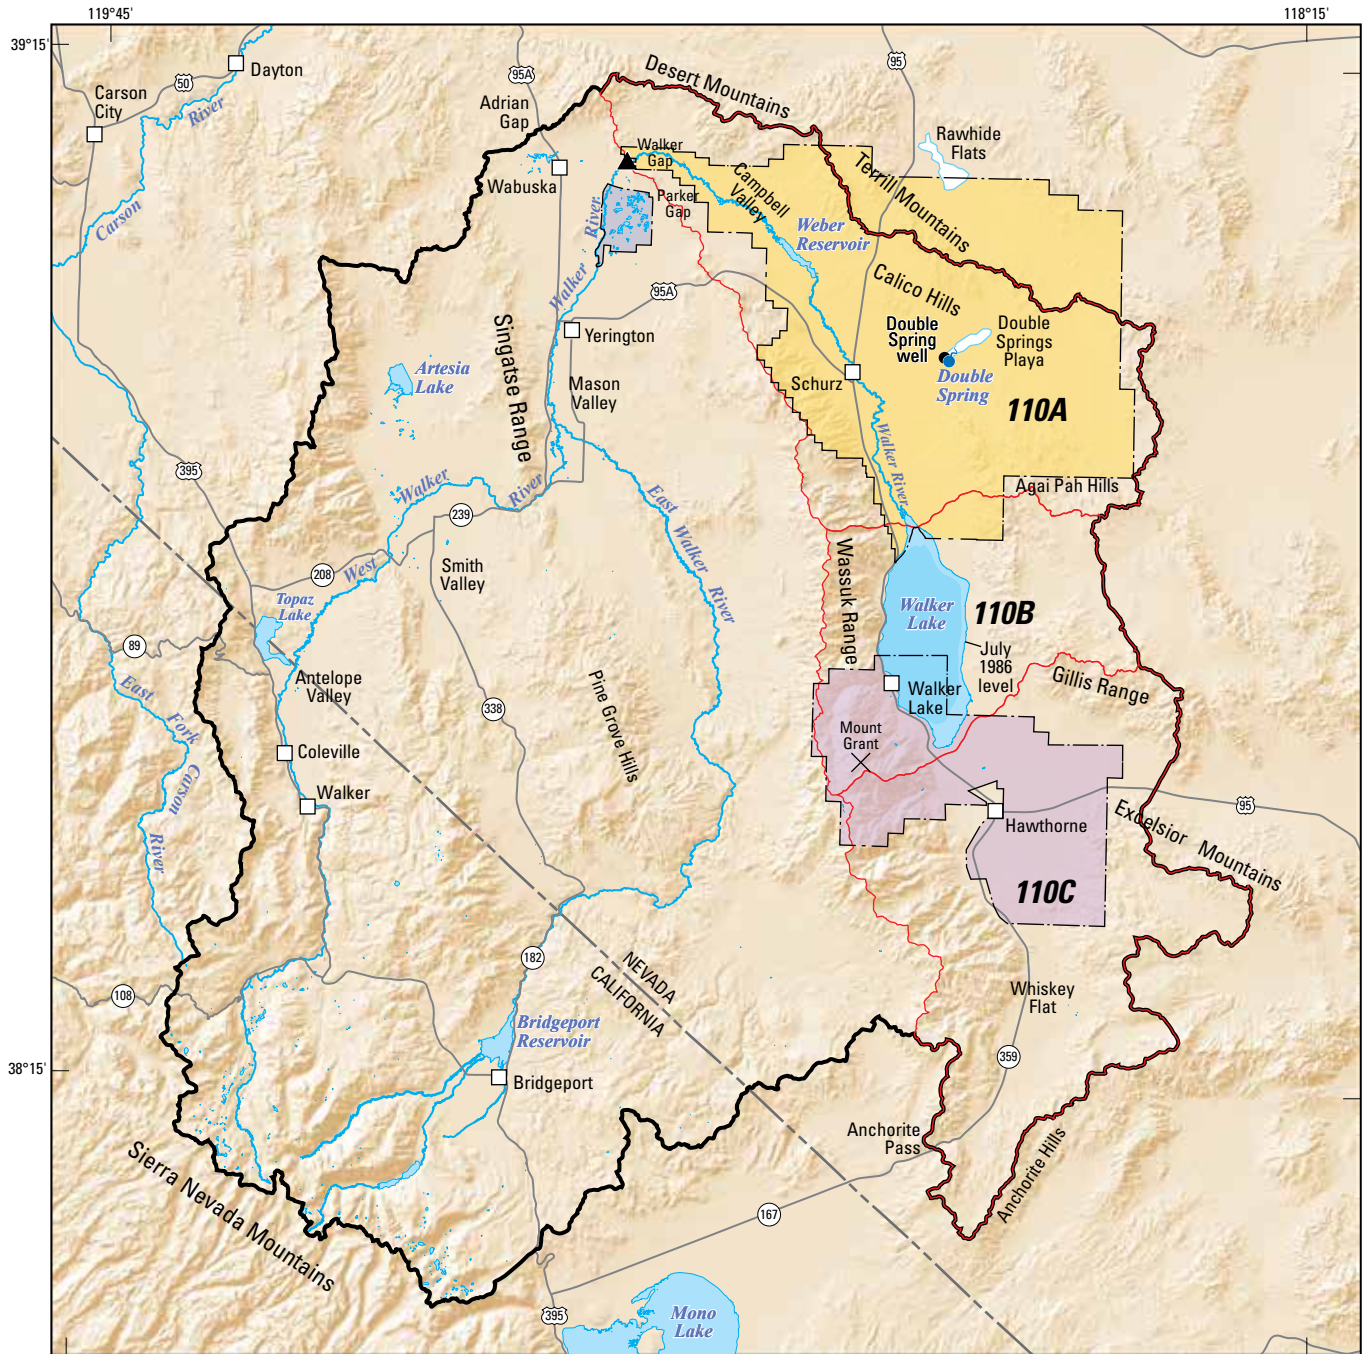 119°45'
118°15'
39°15'
38°15'
Dayton
50
Carson
City
River
Carson
95A
Adrian
Gap
Desert Mountains
95
Rawhide
Flats
Walker
Gap
Wabuska
Parker
Gap
Campbell
Valley
Terrill Mountains
River
Walker
Weber
Reservoir
95A
Calico Hills
Double
Spring
well
Double
Springs
Playa
Double
Spring
Yerington
Singatse Range
Artesia
Lake
Mason
Valley
Schurz
110A
Walker River
395
Walker
River
West
239
East
Walker
River
Agai Pah Hills
208
Smith
Valley
Wassuk Range
Topaz
Lake
Walker
Lake
110B
July
1986
level
89
East
Fork
Carson
River
Antelope
Valley
338
Pine Grove Hills
Walker
Lake
Gillis Range
Mount
Grant
Coleville
Walker
Hawthorne
95
Excelsior Mountains
110C
182
NEVADA
CALIFORNIA
108
Whiskey
Flat
Bridgeport
Reservoir
Bridgeport
359
Anchorite
Pass
Anchorite Hills
Sierra Nevada Mountains
167
395
Mono
Lake